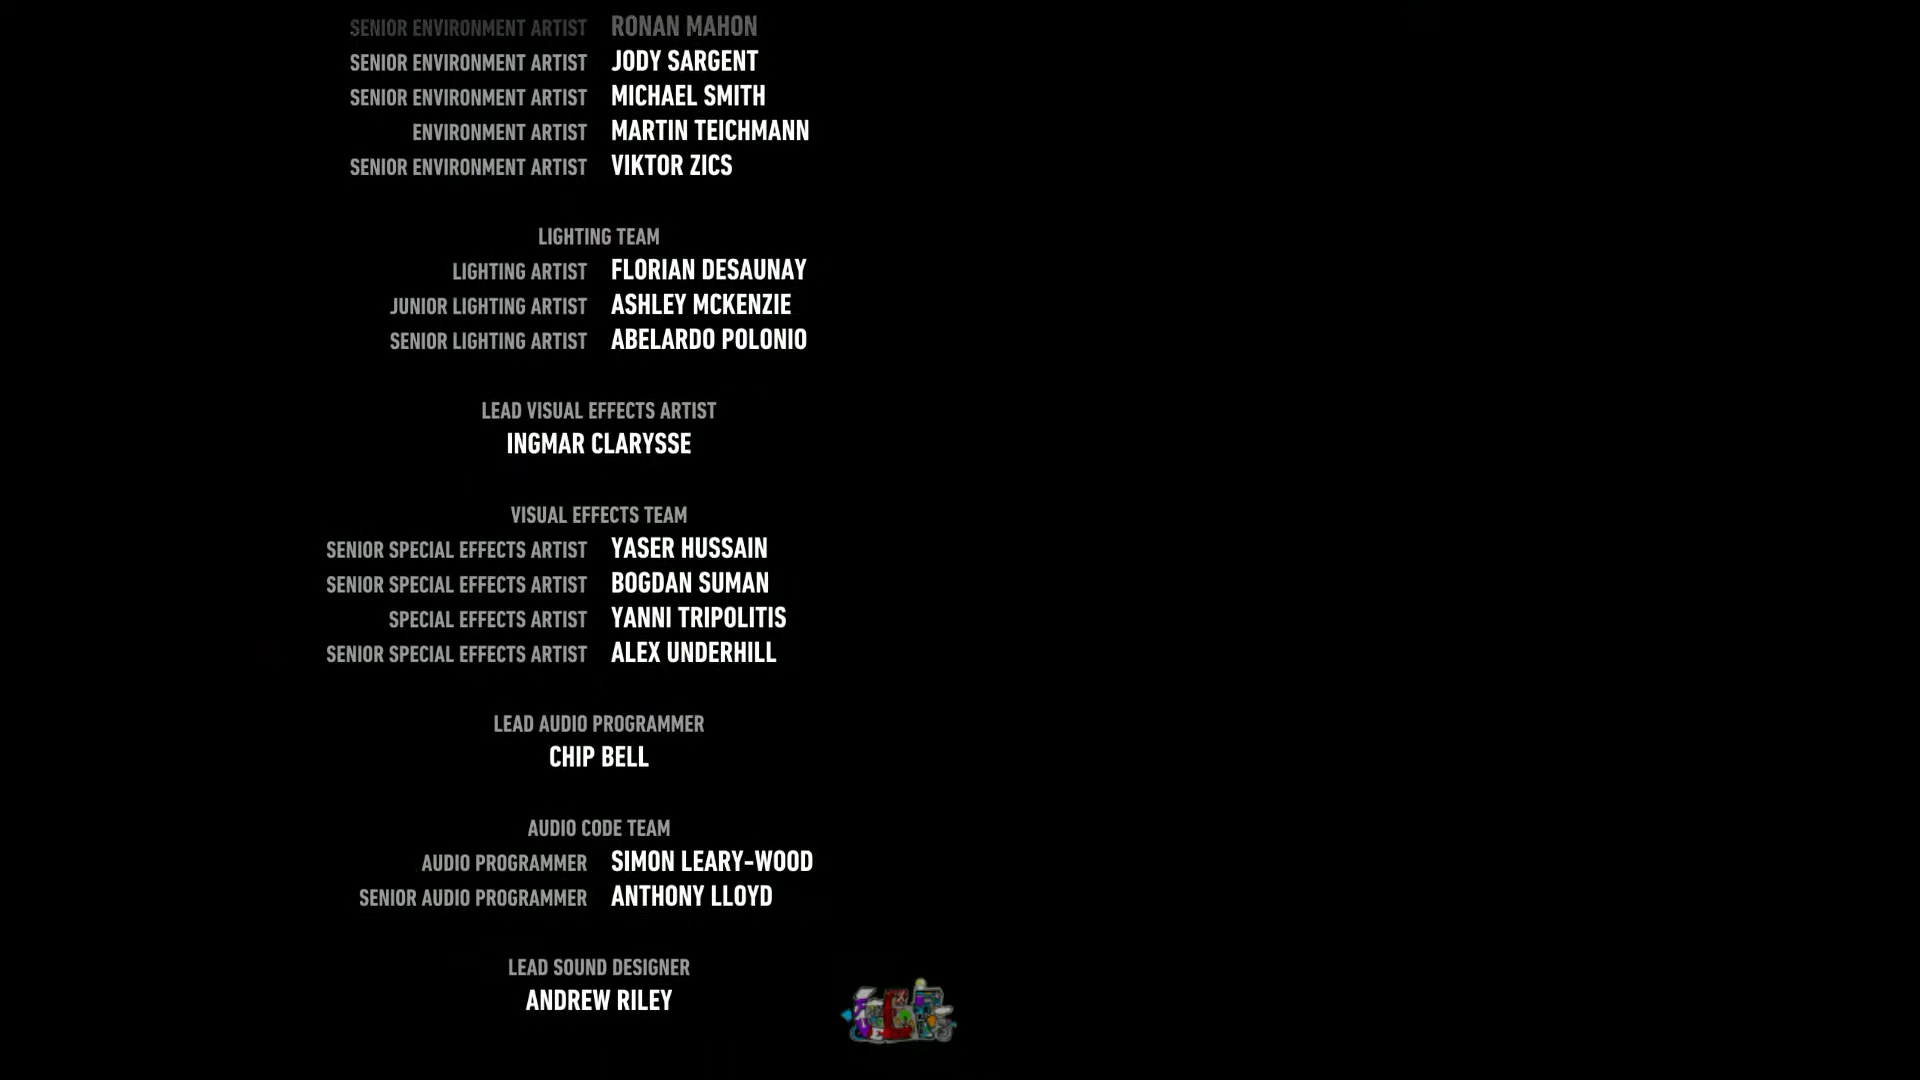 SENIOR ENVIRONMENT ARTIST RONAN MAHON
SENIOR ENVIRONMENT ARTIST JODY SARGENT
SENIOR ENVIRONMENT ARTIST MICHAEL SMITH
ENVIRONMENT ARTIST MARTIN TEICHMANN
SENIOR ENVIRONMENT ARTIST VIKTOR ZICS
LIGHTING TEAM
LIGHTING ARTIST FLORIAN DESAUNAY
JUNIOR LIGHTING ARTIST ASHLEY MCKENZIE
SENIOR LIGHTING ARTIST ABELARDO POLONIO
LEAD VISUAL EFFECTS ARTIST
INGMAR CLARYSSE
VISUAL EFFECTS TEAM
SENIOR SPECIAL EFFECTS ARTIST YASER HUSSAIN
SENIOR SPECIAL EFFECTS ARTIST BOGDAN SUMAN
SPECIAL EFFECTS ARTIST YANNI TRIPOLITIS
SENIOR SPECIAL EFFECTS ARTIST ALEX UNDERHILL
LEAD AUDIO PROGRAMMER
CHIP BELL
AUDIO CODE TEAM
AUDIO PROGRAMMER SIMON LEARY-WOOD
SENIOR AUDIO PROGRAMMER ANTHONY LLOYD
LEAD SOUND DESIGNER
ANDREW RILEY